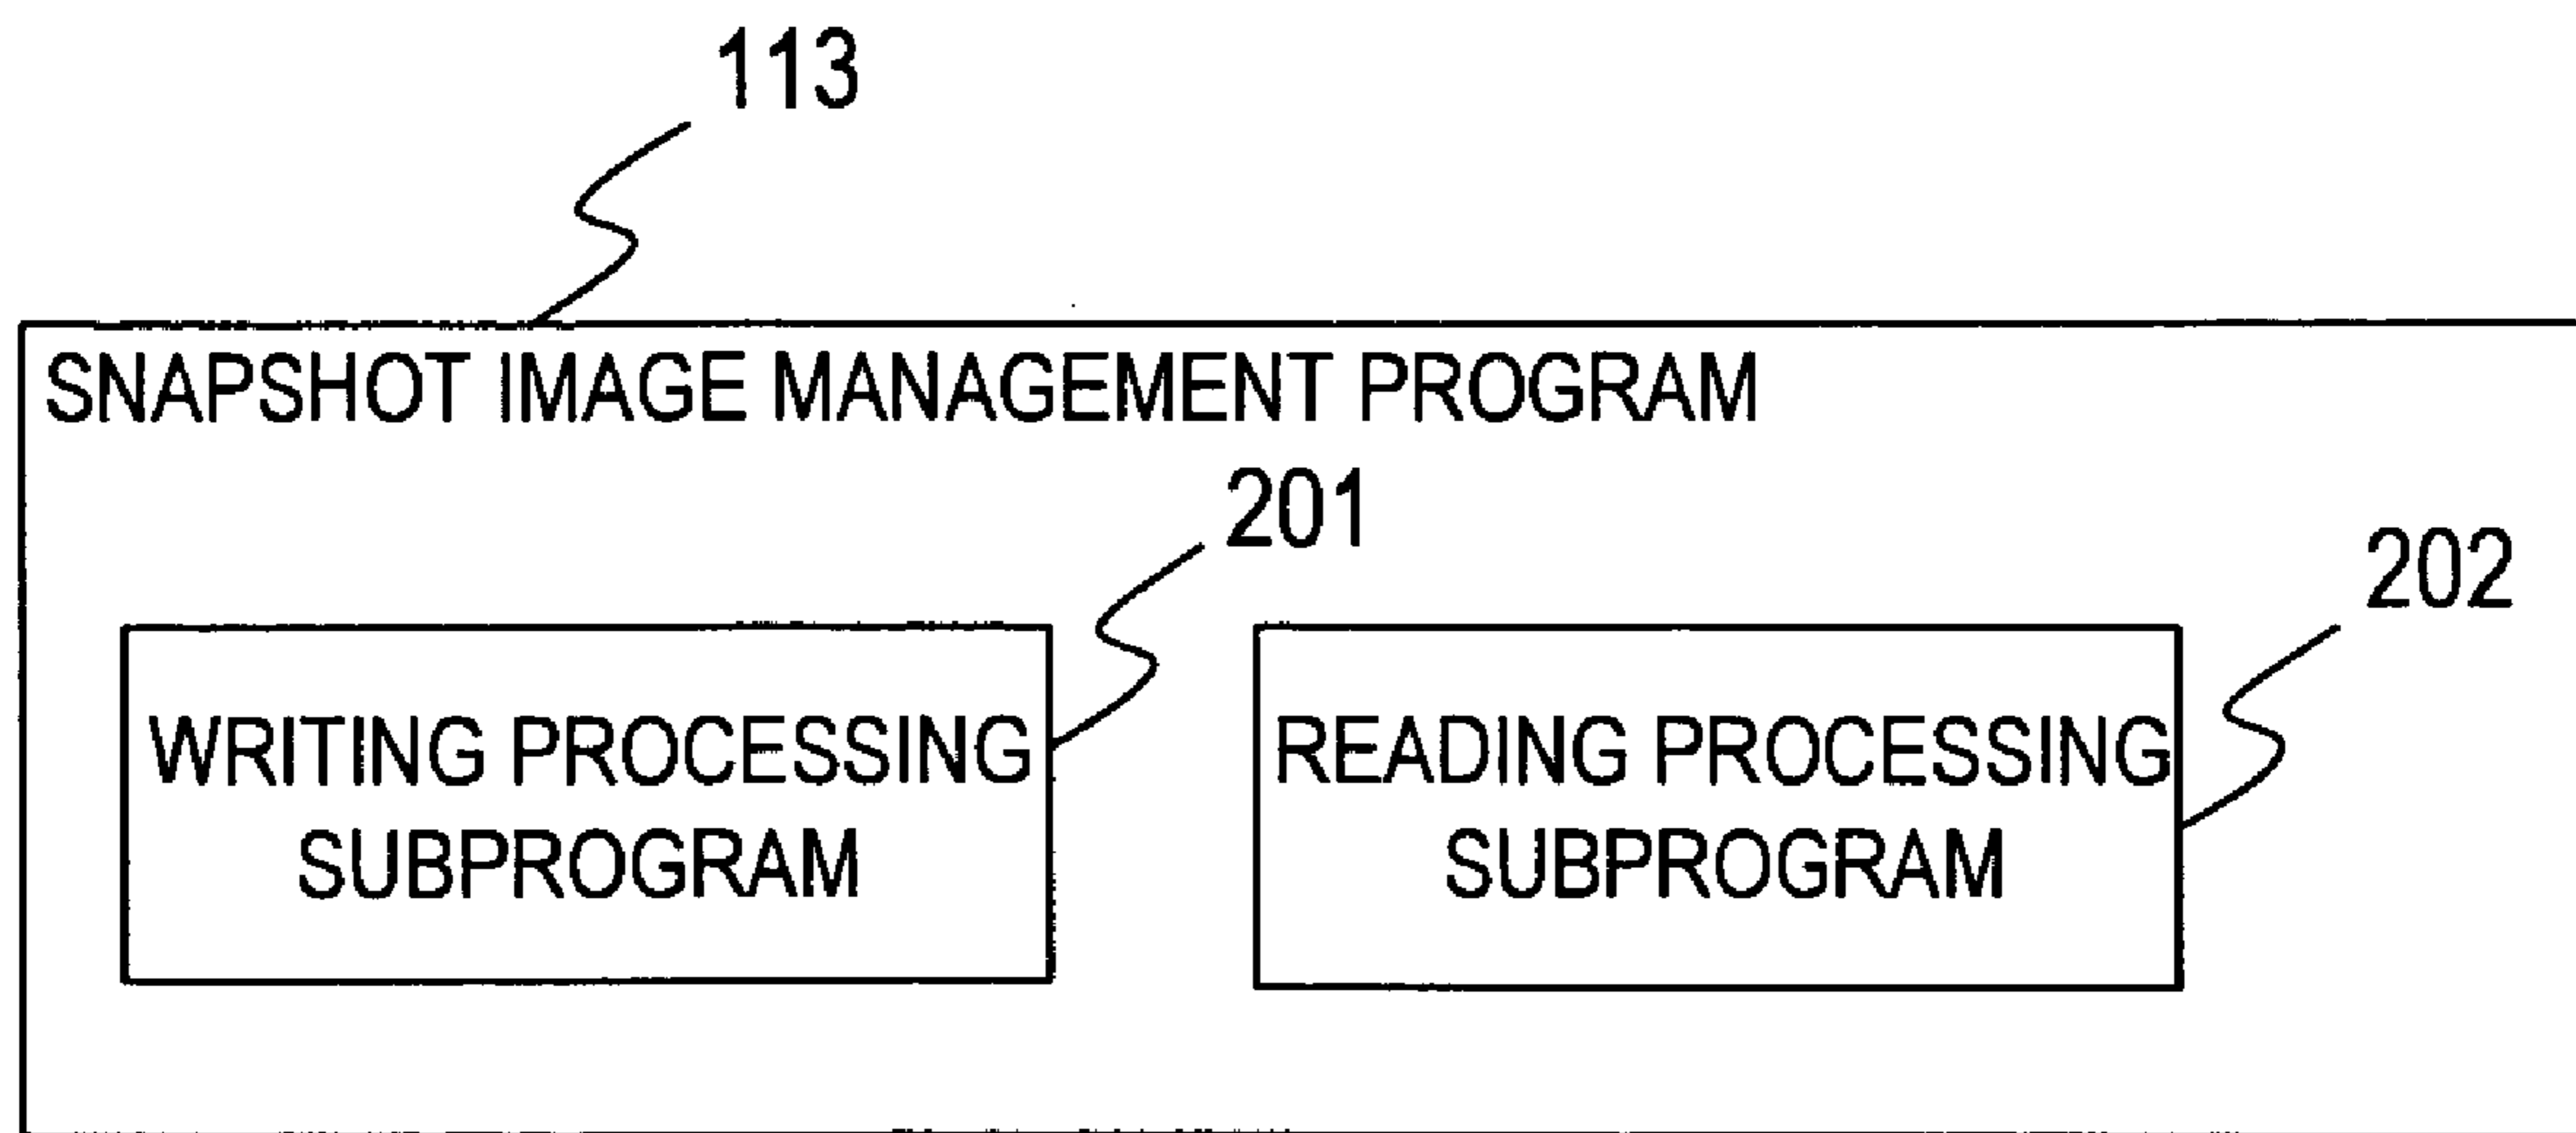 113
SNAPSHOT IMAGE MANAGEMENT PROGRAM
201
202
WRITING PROCESSING
SUBPROGRAM
READING PROCESSING
SUBPROGRAM